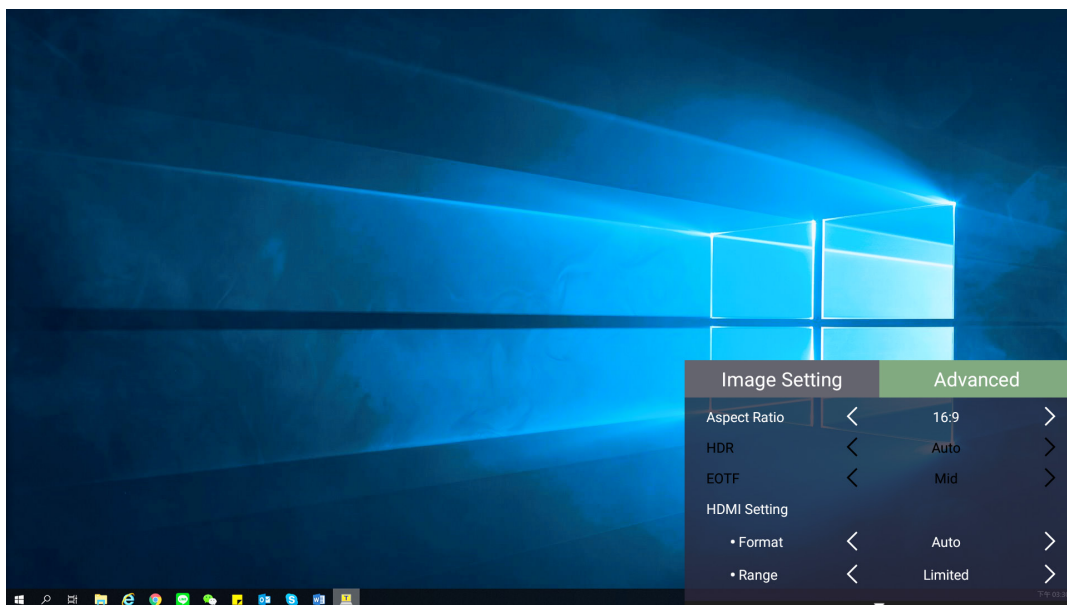 Image Setting Advanced
Aspect Ratio 16:9
HDR Auto
EOTF Mid
HDMI Setting
• Format Auto
• Range Limited